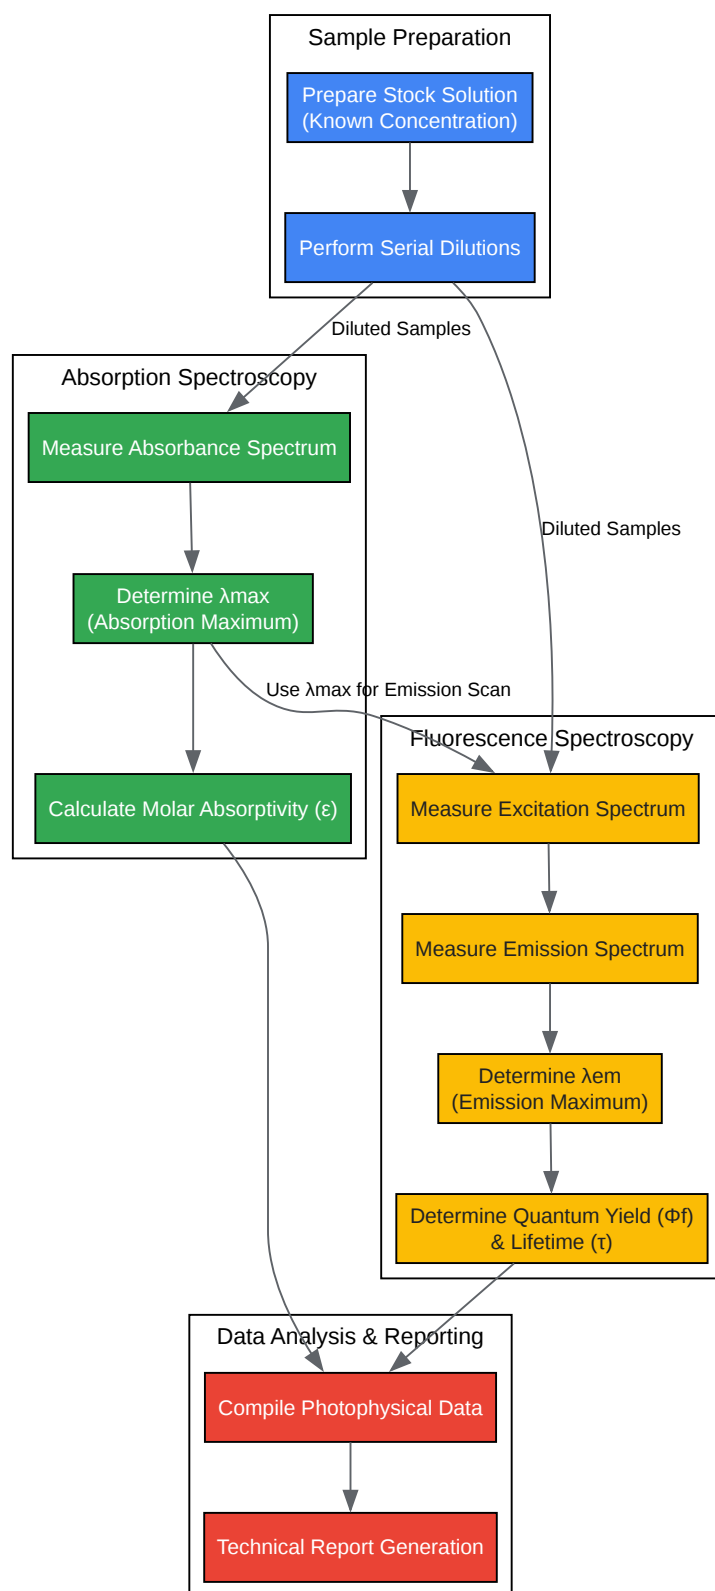 Sample Preparation
Prepare Stock Solution
(Known Concentration)
Perform Serial Dilutions
Diluted Samples
Absorption Spectroscopy
Measure Absorbance Spectrum
Diluted Samples
Determine λmax
(Absorption Maximum)
Use λmax for Emission Scan
Fluorescence Spectroscopy
Calculate Molar Absorptivity (ε)
Measure Excitation Spectrum
Measure Emission Spectrum
Determine λem
(Emission Maximum)
Determine Quantum Yield (Φf)
& Lifetime (τ)
Data Analysis & Reporting
Compile Photophysical Data
Technical Report Generation